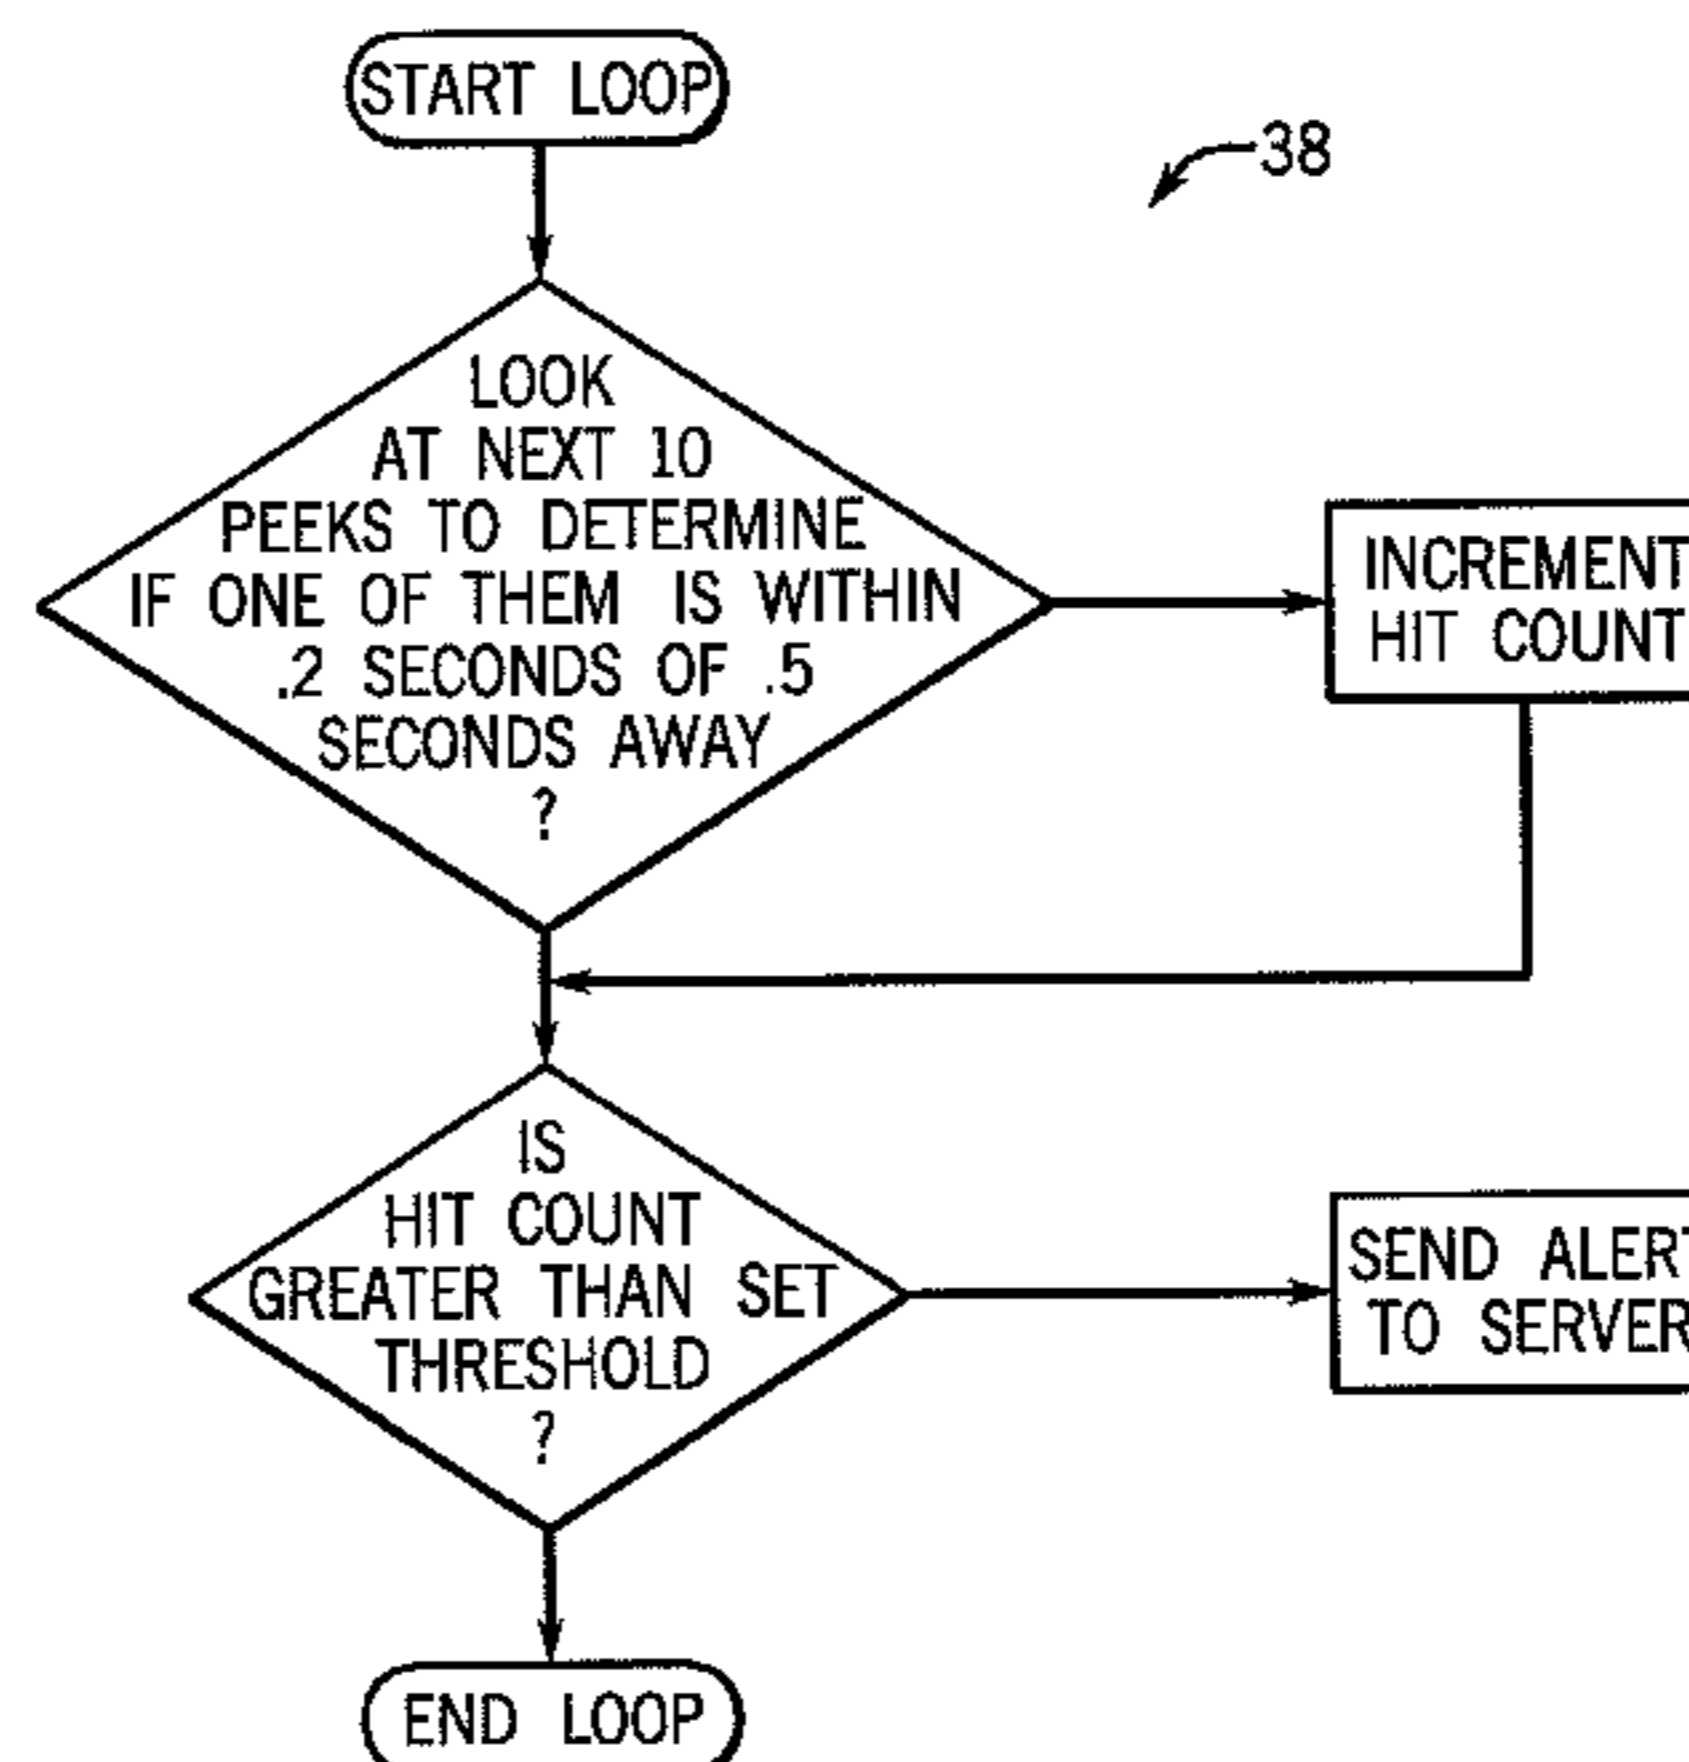 START LOOP
38
LOOK
AT NEXT 10
PEEKS TO DETERMINE
IF ONE OF THEM IS WITHIN
.2 SECONDS OF .5
SECONDS AWAY
?
INCREMENT
HIT COUNT
IS
HIT COUNT
GREATER THAN SET
THRESHOLD
?
SEND ALERT
TO SERVER
END LOOP